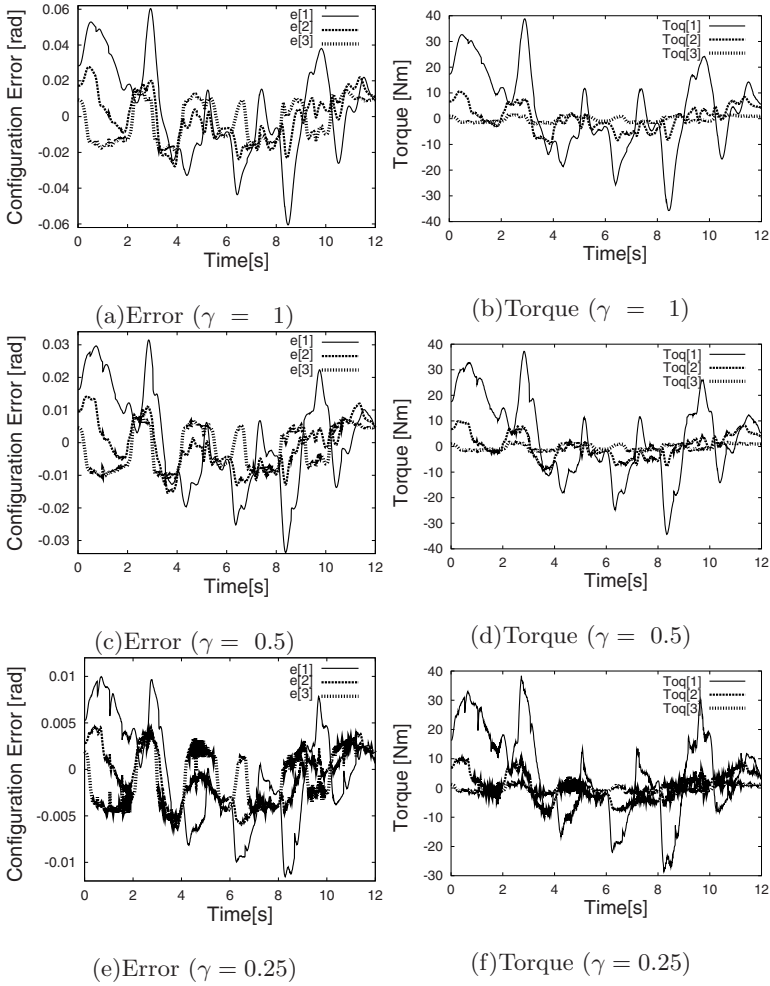 Configuration Error [rad]
0.06
0.04
0.02
0
-0.02
-0.04
-0.06
0 2 4 6 8 10 12
Time[s]
e[1]
e[2]
e[3]
(a)Error (γ = 1)
Torque [Nm]
40
30
20
10
0
-10
-20
-30
-40
0 2 4 6 8 10 12
Time[s]
Toq[1]
Toq[2]
Toq[3]
(b)Torque (γ = 1)
Configuration Error [rad]
0.03
0.02
0.01
0
-0.01
-0.02
-0.03
0 2 4 6 8 10 12
Time[s]
e[1]
e[2]
e[3]
(c)Error (γ = 0.5)
Torque [Nm]
40
30
20
10
0
-10
-20
-30
-40
0 2 4 6 8 10 12
Time[s]
Toq[1]
Toq[2]
Toq[3]
(d)Torque (γ = 0.5)
Configuration Error [rad]
0.01
0.005
0
-0.005
-0.01
0 2 4 6 8 10 12
Time[s]
e[1]
e[2]
e[3]
(e)Error (γ = 0.25)
Torque [Nm]
40
30
20
10
0
-10
-20
-30
0 2 4 6 8 10 12
Time[s]
Toq[1]
Toq[2]
Toq[3]
(f)Torque (γ = 0.25)